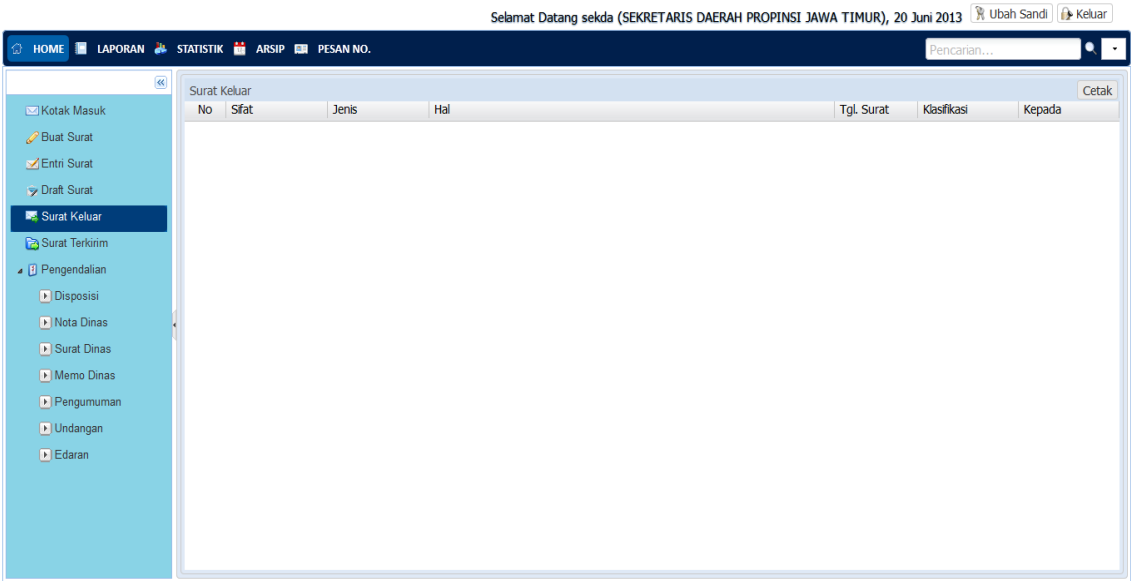 Selamat Datang sekda (SEKRETARIS DAERAH PROPINSI JAWA TIMUR), 20 Juni 2013 Ubah Sandi Keluar
HOME LAPORAN STATISTIK ARSIP PESAN NO. Pencarian...
Surat Keluar Cetak
No Sifat Jenis Hal Tgl. Surat Klasifikasi Kepada
Kotak Masuk
Buat Surat
Entri Surat
Draft Surat
Surat Keluar
Surat Terkirim
Pengendalian
Disposisi
Nota Dinas
Surat Dinas
Memo Dinas
Pengumuman
Undangan
Edaran